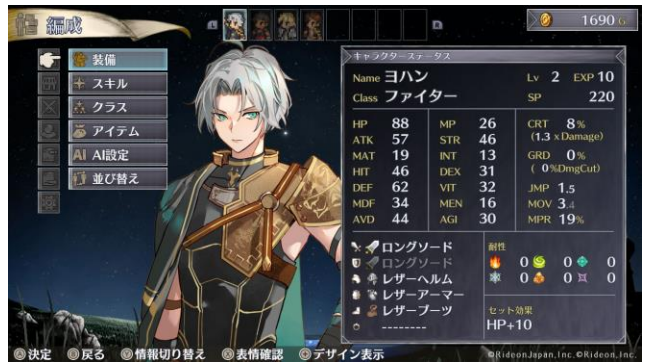 編成
1690 G
装備
スキル
クラス
アイテム
AI AI設定
並び替え
キャラクターステータス
Name ヨハン Lv 2 EXP 10
Class ファイター SP 220
HP 88 MP 26 CRT 8%
ATK 57 STR 46 (1.3 x Damage)
MAT 19 INT 13 GRD 0%
HIT 46 DEX 31 ( 0%DmgCut)
DEF 62 VIT 32 JMP 1.5
MDF 34 MEN 16 MOV 3.4
AVD 44 AGI 30 MPR 19%
ロングソード 耐性
ロングソード 0 0 0
レザーヘルム 0 0 0
レザーアーマー
レザーブーツ セット効果
-------- HP+10
決定 戻る 情報切り替え 表情確認 デザイン表示
©RideonJapan,Inc.©Rideon,Inc.